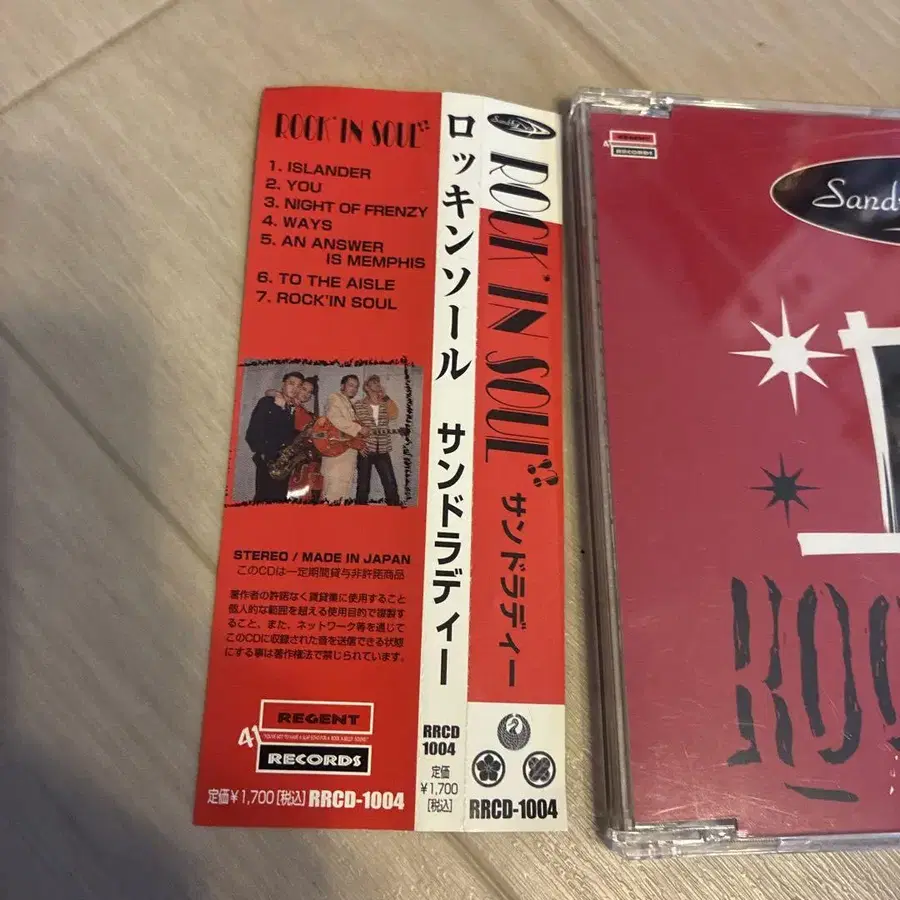 ROCK'IN SOUL
1. ISLANDER
2. YOU
3. NIGHT OF FRENZY
4. WAYS
5. AN ANSWER
IS MEMPHIS
6. TO THE AISLE
7. ROCK'IN SOUL
STEREO / MADE IN JAPAN
このCDは一定期間貸与非許諾商品
著作者の許諾なく賃貸業に使用すること
個人的な範囲を超える使用目的で複製す
ること、また、ネットワーク等を通じて
このCDに収録された音を送信できる状態
にする事は著作権法で禁じられています。
41
REGENT
RECORDS
定価¥1,700[税込] RRCD-1004
ロッキンソール サンドラディー
RRCD
1004
定価
¥1,700
[税込]
ROCK'IN SOUL
サンドラディー
RRCD-1004
REGENT
RECORDS
Sand
ROC